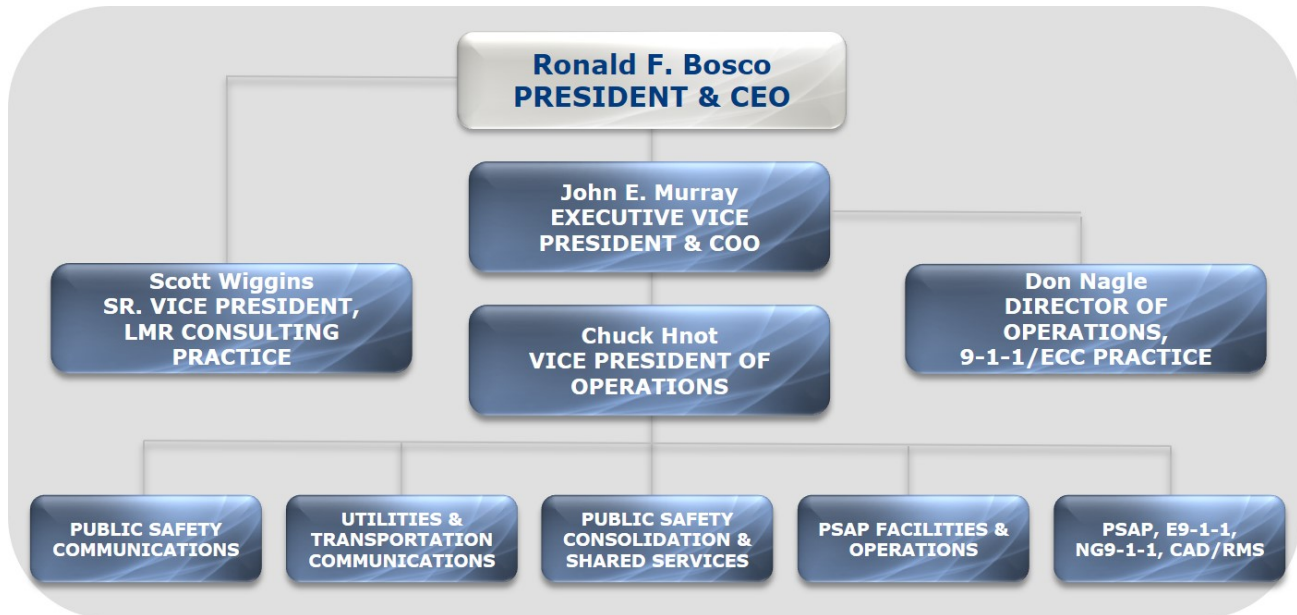 Ronald F. Bosco
PRESIDENT & CEO
John E. Murray
EXECUTIVE VICE
PRESIDENT & COO
Scott Wiggins
SR. VICE PRESIDENT,
LMR CONSULTING
PRACTICE
Don Nagle
DIRECTOR OF
OPERATIONS,
9-1-1/ECC PRACTICE
Chuck Hnot
VICE PRESIDENT OF
OPERATIONS
PUBLIC SAFETY
COMMUNICATIONS
UTILITIES &
TRANSPORTATION
COMMUNICATIONS
PUBLIC SAFETY
CONSOLIDATION &
SHARED SERVICES
PSAP FACILITIES &
OPERATIONS
PSAP, E9-1-1,
NG9-1-1, CAD/RMS